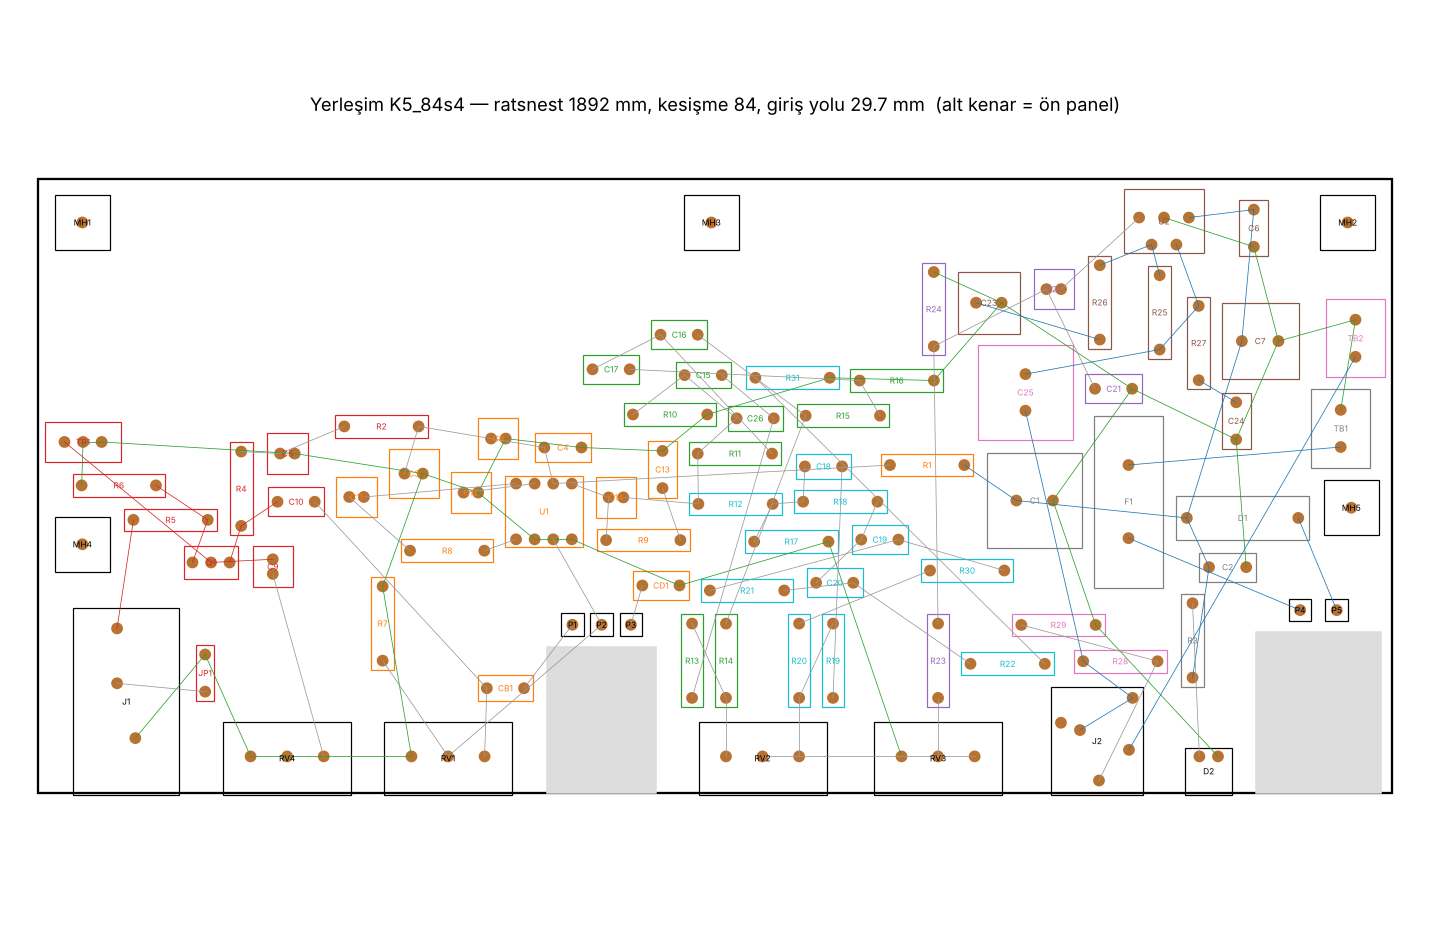 Yerleşim K5_84s4 — ratsnest 1892 mm, kesişme 84, giriş yolu 29.7 mm  (alt kenar = ön panel)
MH1
MH3
MH2
C6
R24
C23
R26
R25
R27
C7
TB2
C16
C17
C15
R31
R16
C25
C21
C24
TB1
R10
C26
R15
R2
C4
R11
C13
C18
R1
R6
R4
C10
R12
R18
C1
F1
D1
MH5
U1
R5
MH4
R8
R9
R17
C19
R30
C2
CD1
R21
C20
R7
P1
P2
P3
P4
P5
R29
R13
R14
R20
R19
R23
R22
R28
JP1
J1
CB1
RV4
RV1
RV2
RV3
J2
D2